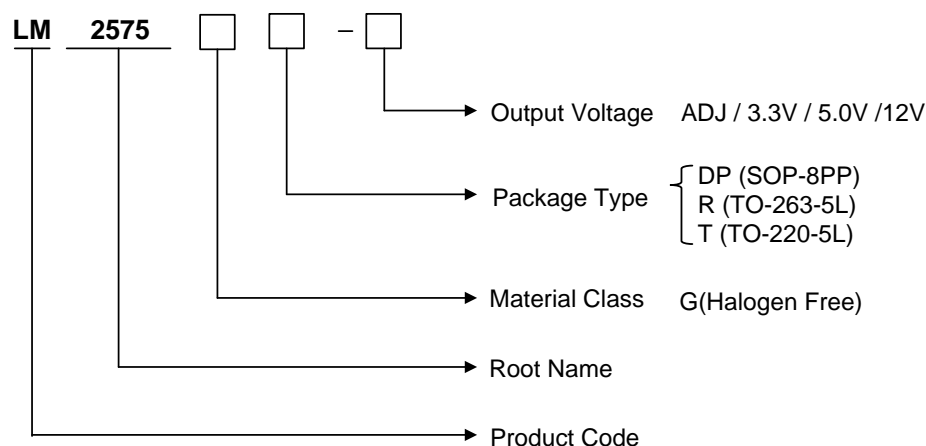 LM 2575 –
Output Voltage ADJ / 3.3V / 5.0V /12V
DP (SOP-8PP)
Package Type R (TO-263-5L)
T (TO-220-5L)
Material Class G(Halogen Free)
Root Name
Product Code